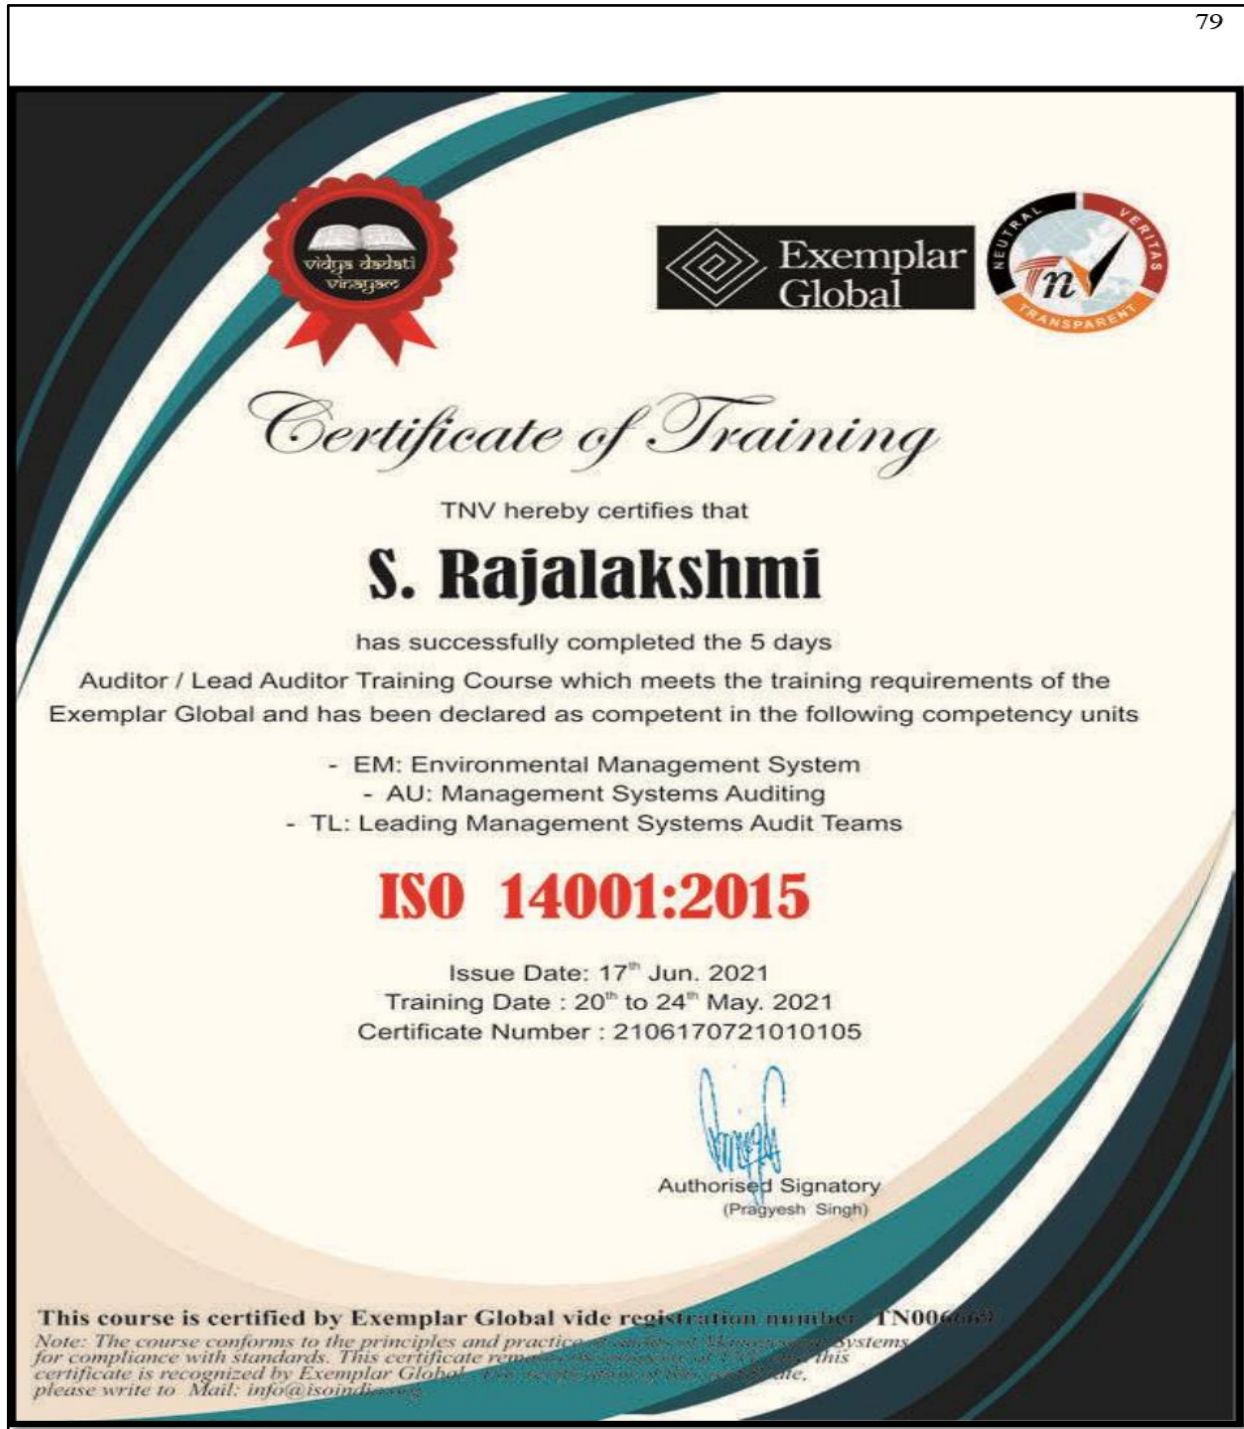 79
vidya dadati
vinayam
Exemplar
Global
NEUTRAL
VERITAS
TRANSPARENT
Tnv
Certificate of Training
TNV hereby certifies that
S. Rajalakshmi
has successfully completed the 5 days
Auditor / Lead Auditor Training Course which meets the training requirements of the
Exemplar Global and has been declared as competent in the following competency units
- EM: Environmental Management System
- AU: Management Systems Auditing
- TL: Leading Management Systems Audit Teams
ISO 14001:2015
Issue Date: 17th Jun. 2021
Training Date : 20th to 24th May. 2021
Certificate Number : 2106170721010105
Authorised Signatory
(Pragyesh Singh)
This course is certified by Exemplar Global vide registration number
Note: The course conforms to the principles and practice Systems
for compliance with standards. This certificate this
certificate is recognized by Exemplar Global
please write to Mail: